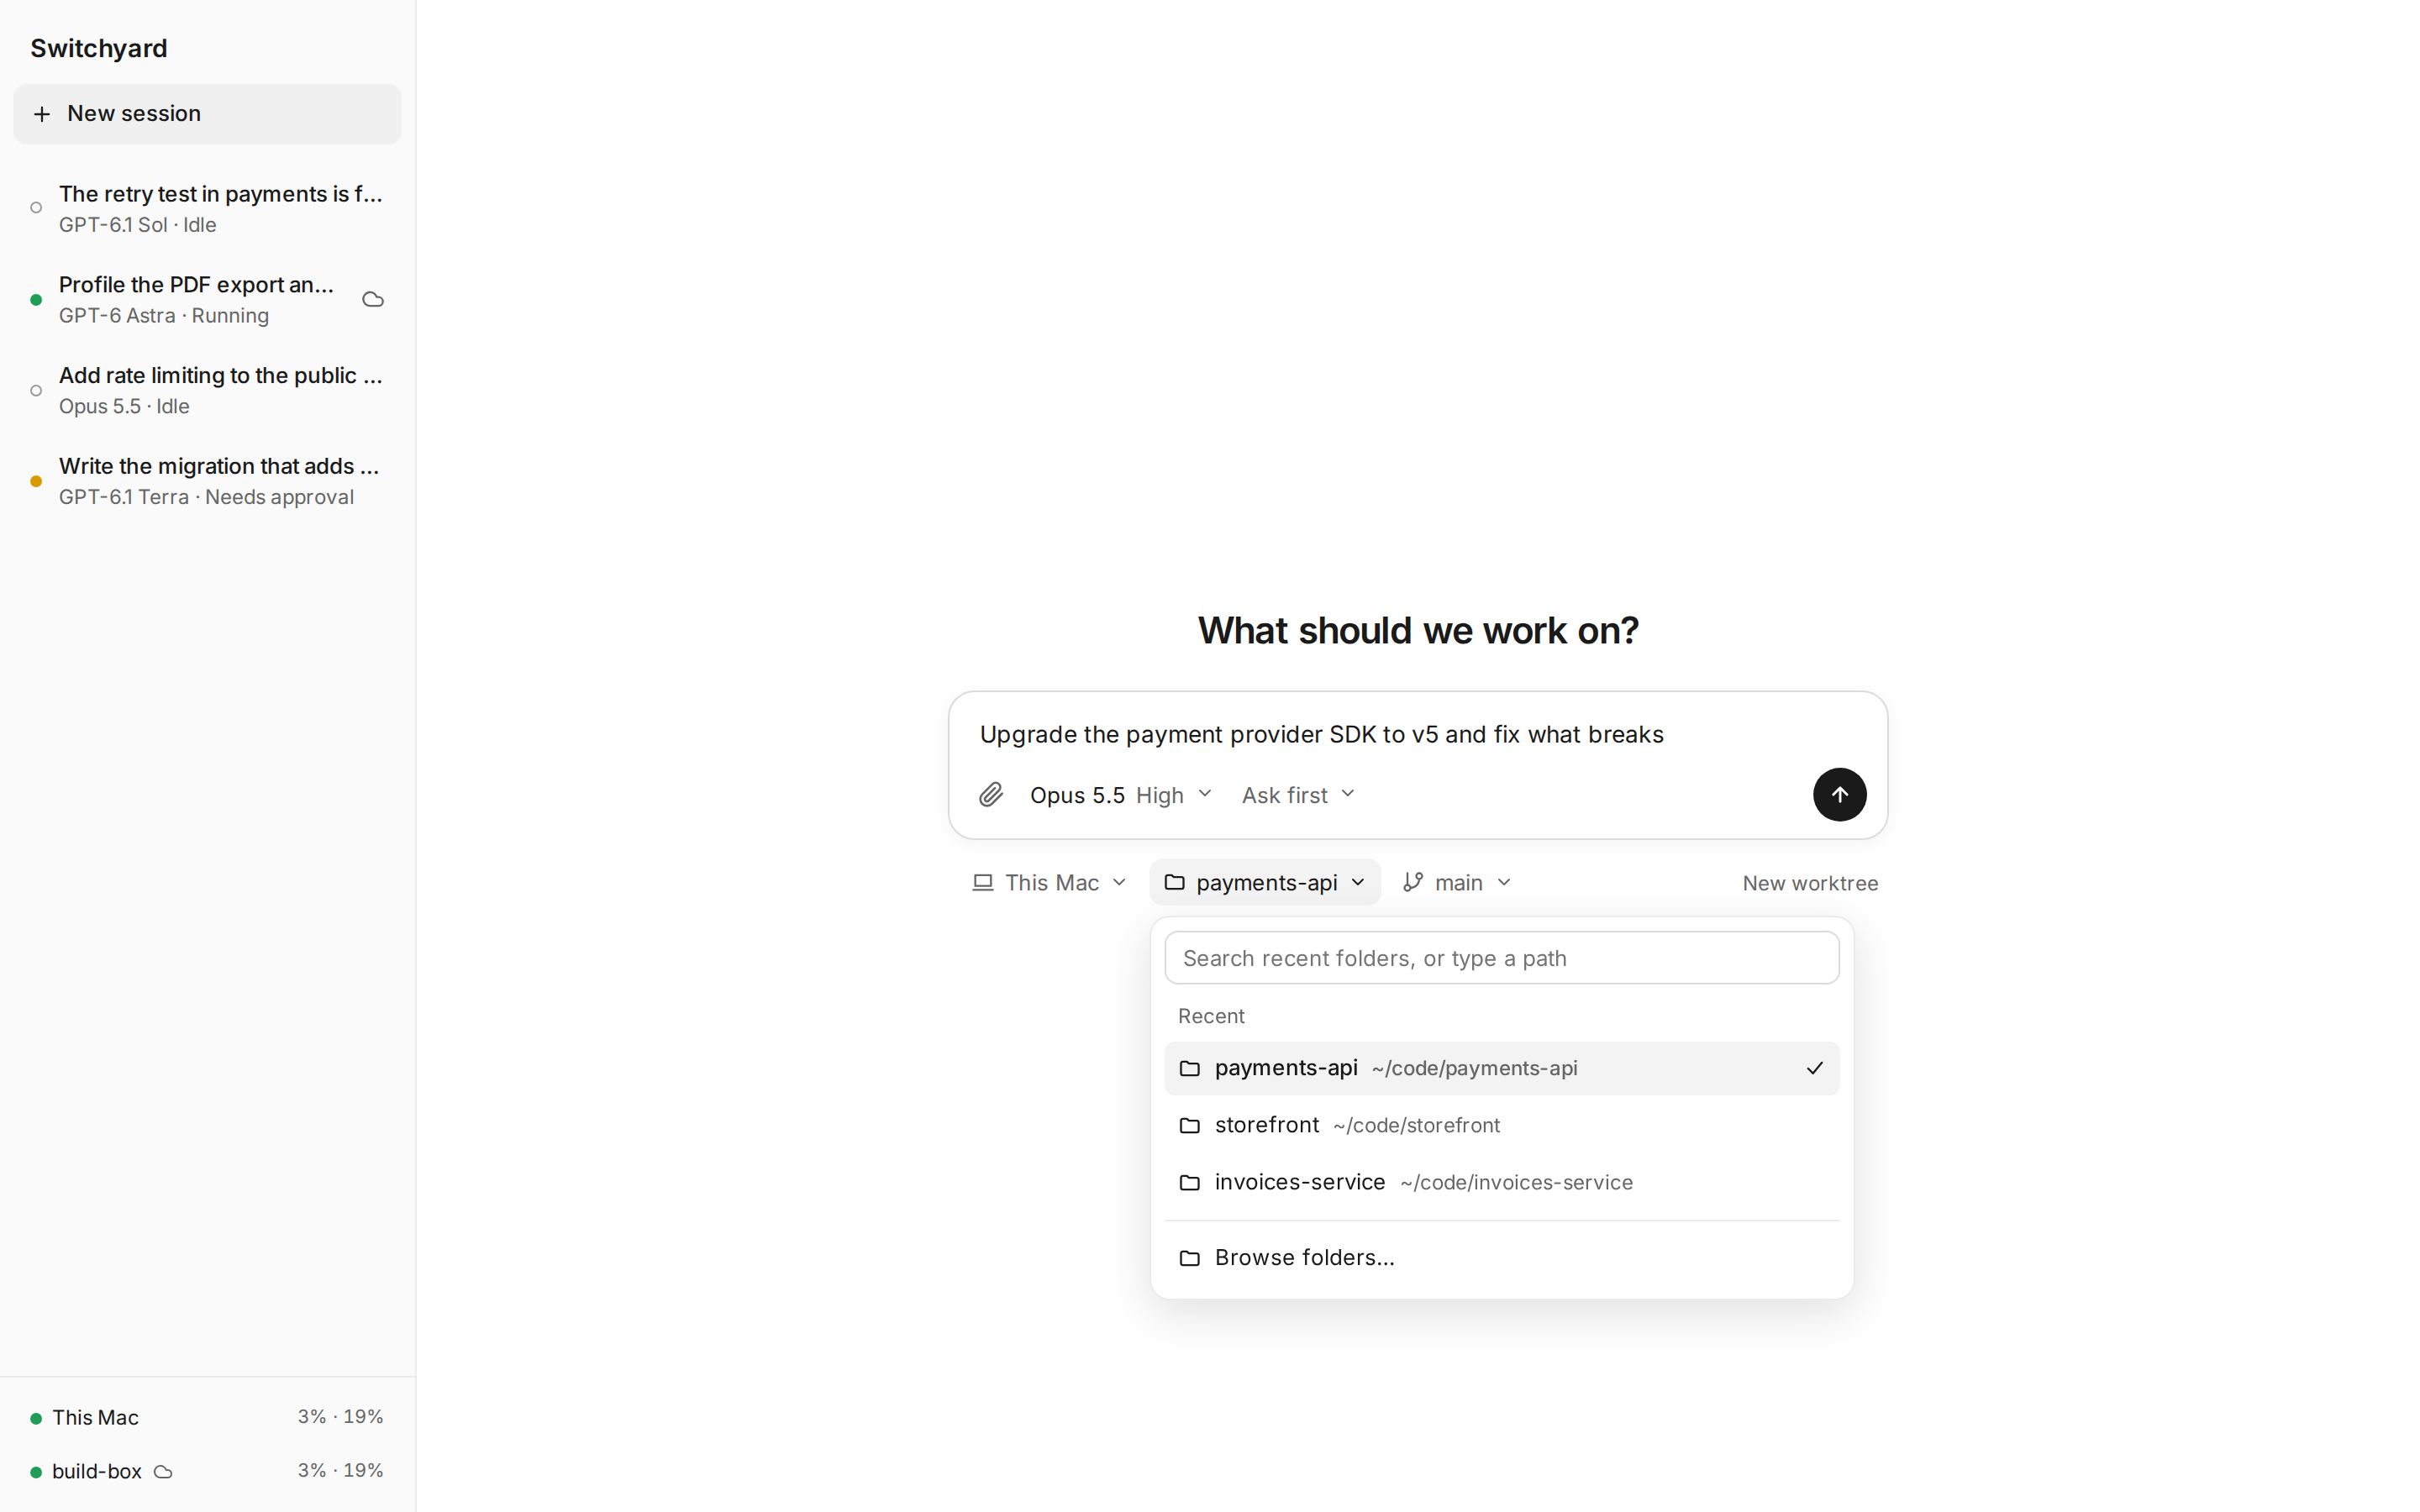 Switchyard
New session
The retry test in payments is f...
GPT-6.1 Sol · Idle
Profile the PDF export an...
GPT-6 Astra · Running
Add rate limiting to the public ...
Opus 5.5 · Idle
Write the migration that adds ...
GPT-6.1 Terra · Needs approval
This Mac 3% · 19%
build-box 3% · 19%
What should we work on?
Upgrade the payment provider SDK to v5 and fix what breaks
Opus 5.5 High Ask first
This Mac payments-api main New worktree
Search recent folders, or type a path
Recent
payments-api ~/code/payments-api
storefront ~/code/storefront
invoices-service ~/code/invoices-service
Browse folders...